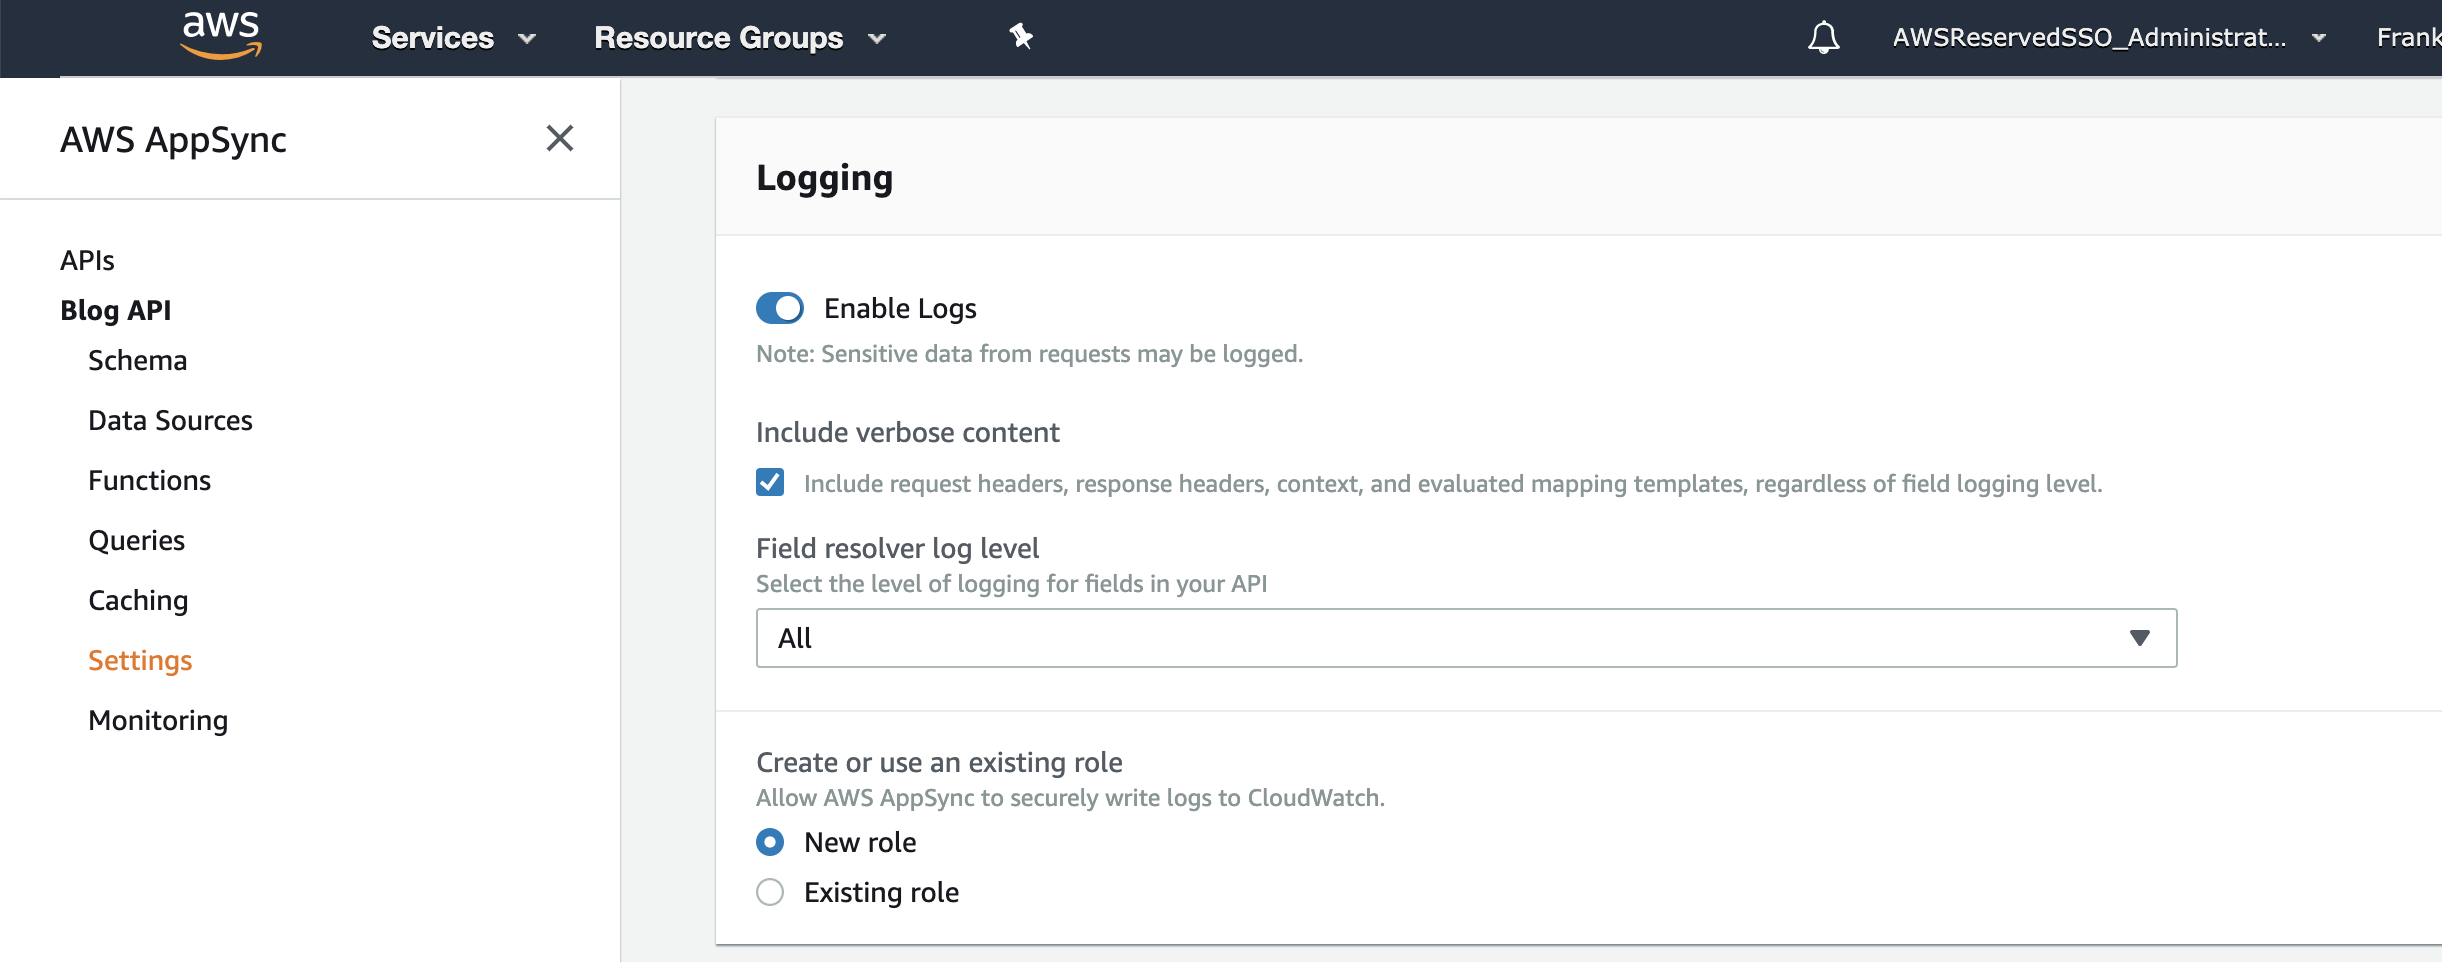 aws Services Resource Groups AWSReservedSSO_Administrat... Frank
AWS AppSync
APIs
Blog API
Schema
Data Sources
Functions
Queries
Caching
Settings
Monitoring
Logging
Enable Logs
Note: Sensitive data from requests may be logged.
Include verbose content
Include request headers, response headers, context, and evaluated mapping templates, regardless of field logging level.
Field resolver log level
Select the level of logging for fields in your API
All
Create or use an existing role
Allow AWS AppSync to securely write logs to CloudWatch.
New role
Existing role